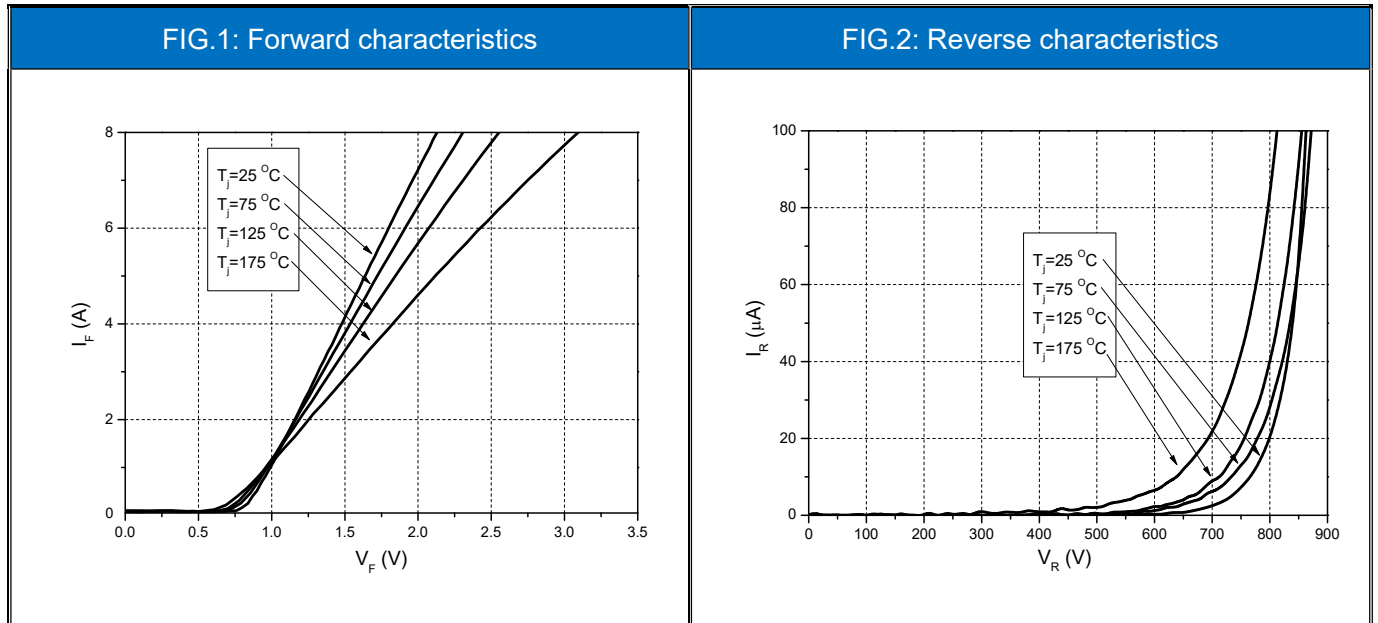 FIG.1: Forward characteristics
FIG.2: Reverse characteristics
8
6
4
2
0
I_F (A)
T_j=25 °C
T_j=75 °C
T_j=125 °C
T_j=175 °C
0.0 0.5 1.0 1.5 2.0 2.5 3.0 3.5
V_F (V)
100
80
60
40
20
0
I_R (μA)
T_j=25 °C
T_j=75 °C
T_j=125 °C
T_j=175 °C
0 100 200 300 400 500 600 700 800 900
V_R (V)